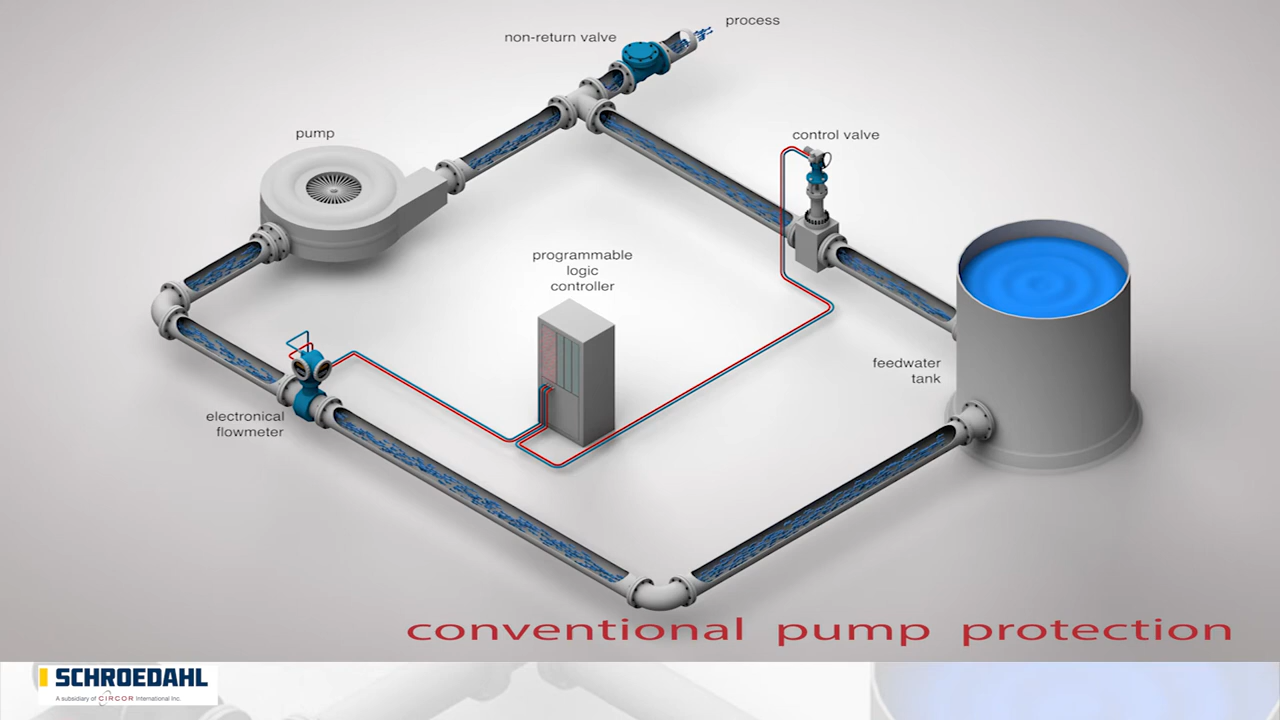 process
non-return valve
pump
control valve
programmable
logic
controller
feedwater
tank
electronical
flowmeter
conventional pump protection
SCHROEDAHL
A subsidiary of CIRCOR International Inc.